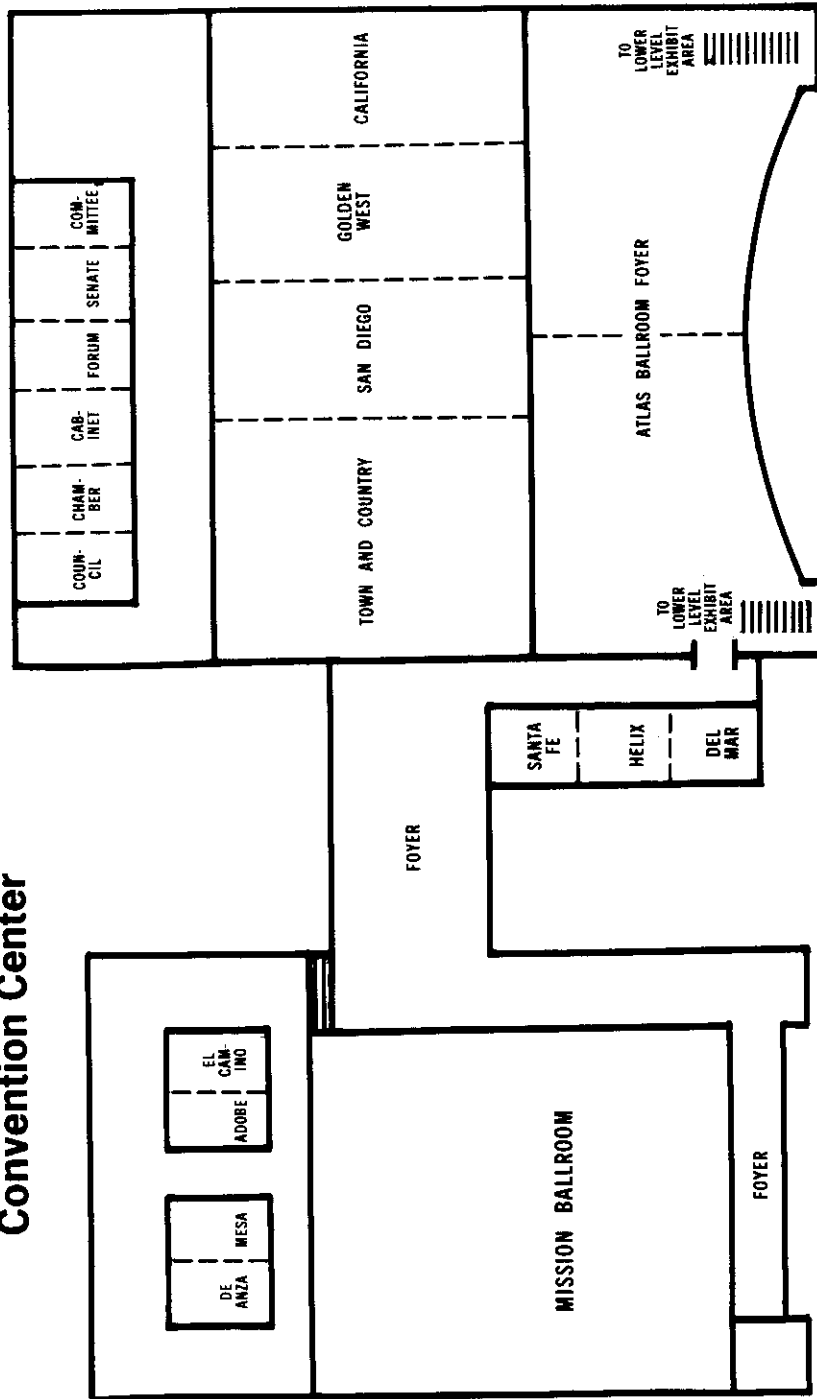 Convention Center
DE
ANZA
MESA
ADOBE
EL
CAM-
INO
MISSION BALLROOM
FOYER
FOYER
SANTA
FE
HELIX
DEL
MAR
COUN-
CIL
CHAM-
BER
CAB-
INET
FORUM
SENATE
COM-
MITTEE
TOWN AND COUNTRY
SAN DIEGO
GOLDEN
WEST
CALIFORNIA
ATLAS BALLROOM FOYER
TO
LOWER
LEVEL
EXHIBIT
AREA
TO
LOWER
LEVEL
EXHIBIT
AREA